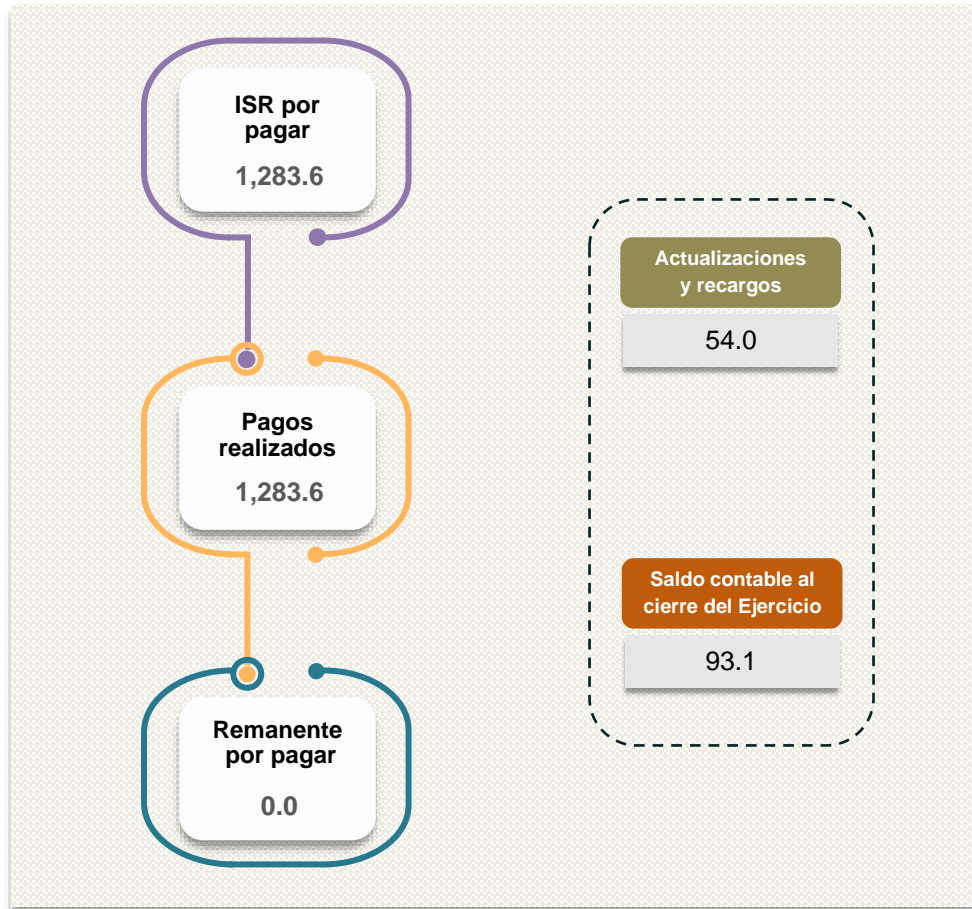 ISR por
pagar
1,283.6
Pagos
realizados
1,283.6
Remanente
por pagar
0.0
Actualizaciones
y recargos
54.0
Saldo contable al
cierre del Ejercicio
93.1